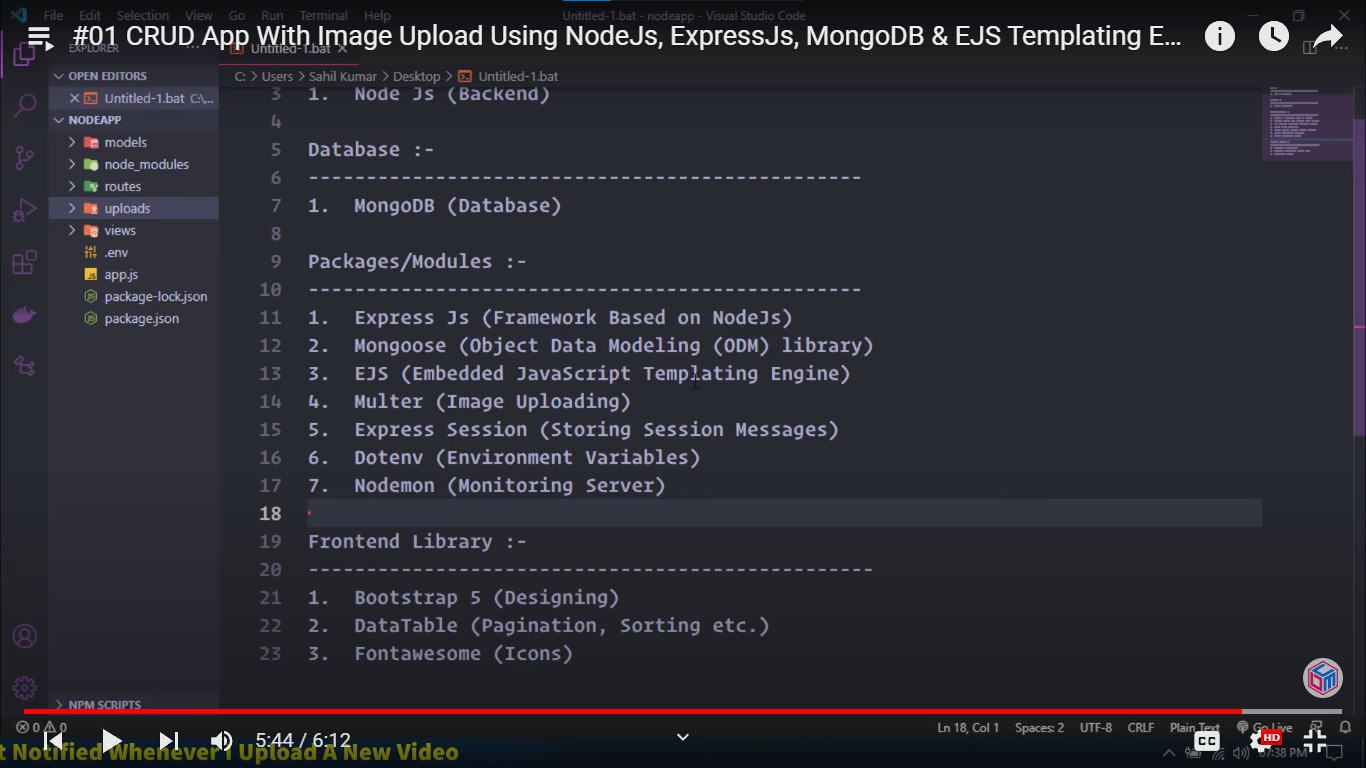 File Edit Selection View Go Run Terminal Help Untitled-1.bat - nodeapp - Visual Studio Code
#01 CRUD App With Image Upload Using NodeJs, ExpressJs, MongoDB & EJS Templating E...
EXPLORER
Untitled-1.bat
OPEN EDITORS
Untitled-1.bat C:\...
NODEAPP
models
node_modules
routes
uploads
views
.env
app.js
package-lock.json
package.json
NPM SCRIPTS
C: > Users > Sahil Kumar > Desktop > Untitled-1.bat
3 1. Node Js (Backend)
4
5 Database :-
6 ------------------------------------------------
7 1. MongoDB (Database)
8
9 Packages/Modules :-
10 ------------------------------------------------
11 1. Express Js (Framework Based on NodeJs)
12 2. Mongoose (Object Data Modeling (ODM) library)
13 3. EJS (Embedded JavaScript Templating Engine)
14 4. Multer (Image Uploading)
15 5. Express Session (Storing Session Messages)
16 6. Dotenv (Environment Variables)
17 7. Nodemon (Monitoring Server)
18
19 Frontend Library :-
20 -------------------------------------------------
21 1. Bootstrap 5 (Designing)
22 2. DataTable (Pagination, Sorting etc.)
23 3. Fontawesome (Icons)
0 0 Ln 18, Col 1 Spaces: 2 UTF-8 CRLF Plain Text Go Live
5:44 / 6:12 CC HD
t Notified Whenever I Upload A New Video
07:38 PM